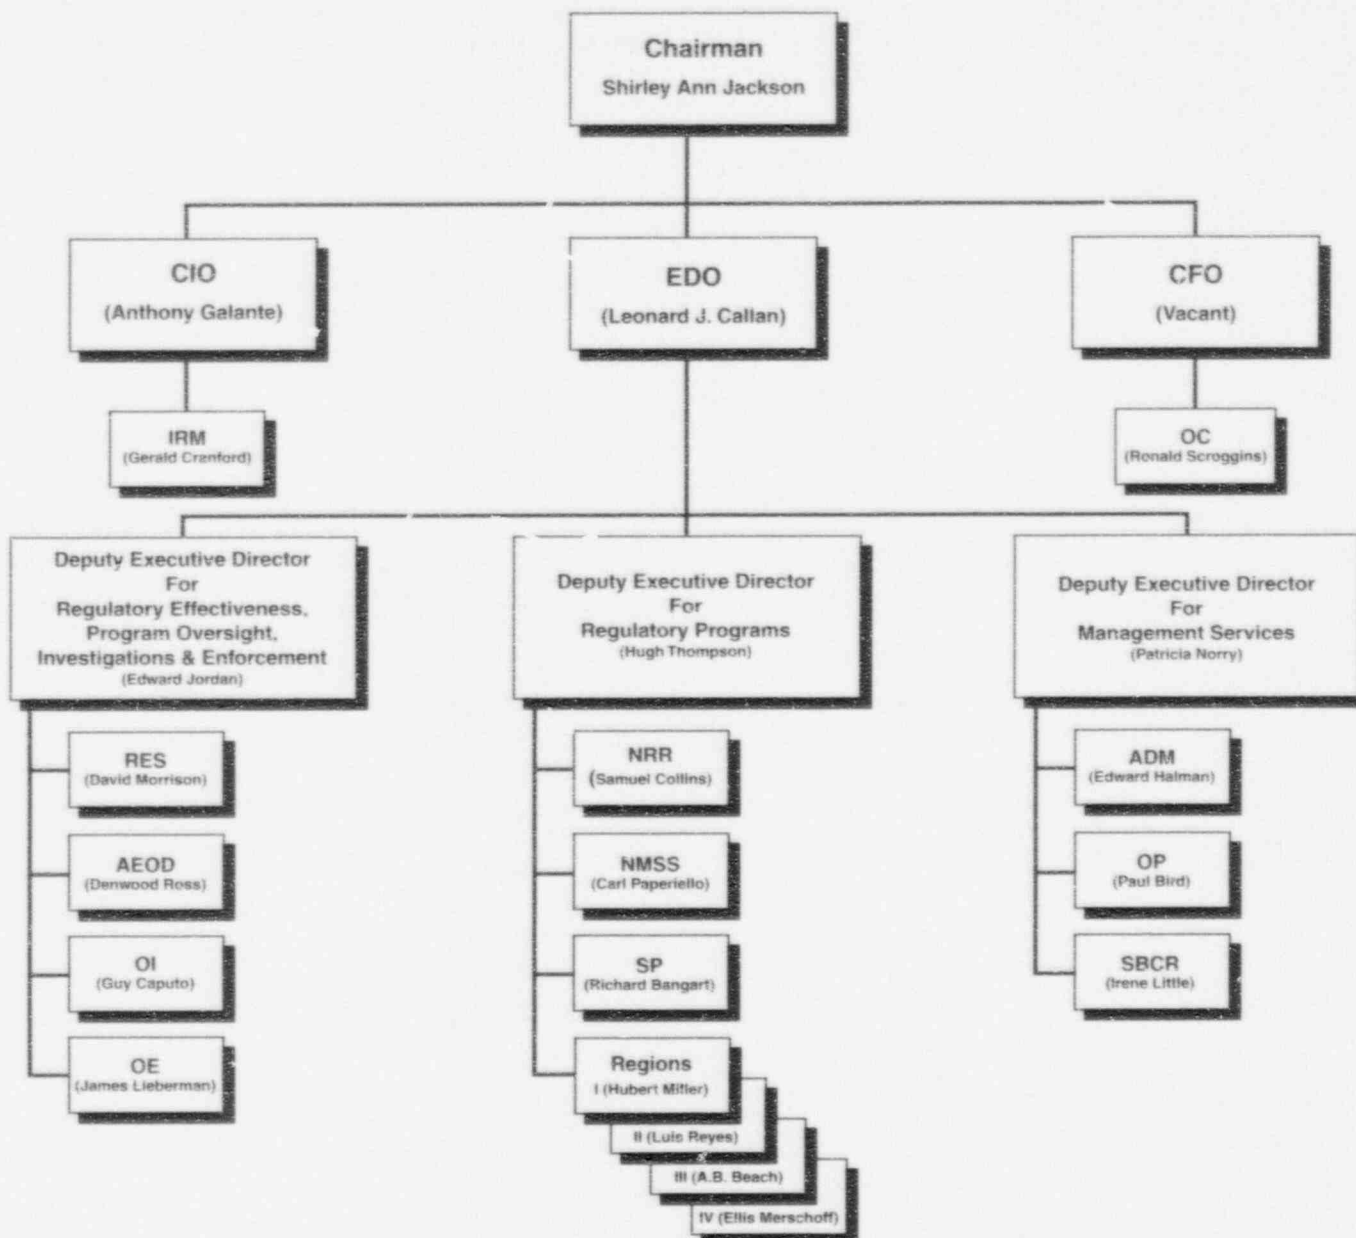 Chairman
Shirley Ann Jackson
CIO
(Anthony Galante)
EDO
(Leonard J. Callan)
CFO
(Vacant)
IRM
(Gerald Cranford)
OC
(Ronald Scroggins)
Deputy Executive Director
For
Regulatory Effectiveness,
Program Oversight,
Investigations & Enforcement
(Edward Jordan)
Deputy Executive Director
For
Regulatory Programs
(Hugh Thompson)
Deputy Executive Director
For
Management Services
(Patricia Norry)
RES
(David Morrison)
AEOD
(Denwood Ross)
OI
(Guy Caputo)
OE
(James Lieberman)
NRR
(Samuel Collins)
NMSS
(Carl Paperiello)
SP
(Richard Bangart)
Regions
I (Hubert Miller)
II (Luis Reyes)
III (A.B. Beach)
IV (Ellis Merschoff)
ADM
(Edward Halman)
OP
(Paul Bird)
SBCR
(Irene Little)